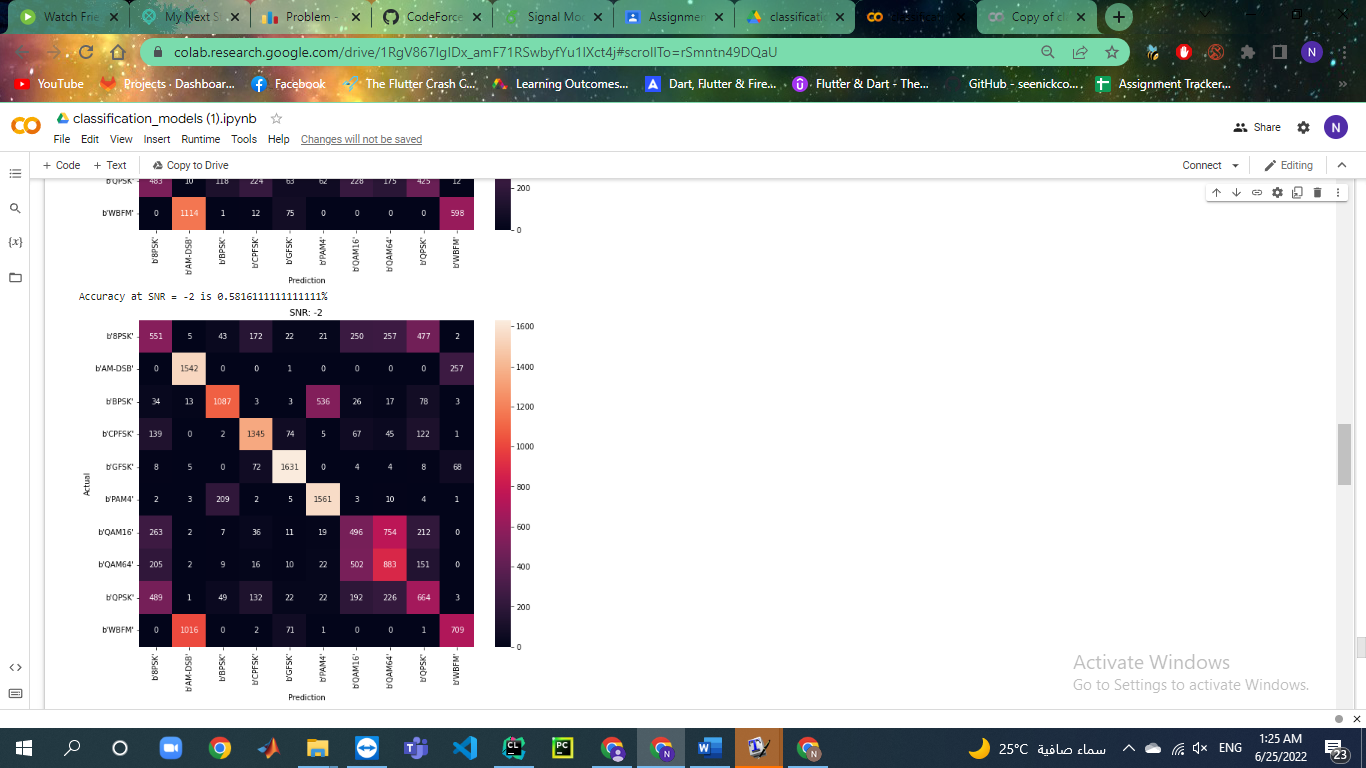 Watch Frie
My Next S
Problem -
CodeForce
Signal Mo
Assignmen
classificatio
Copy of cl
colab.research.google.com/drive/1RgV867IgIDx_amF71RSwbyfYu1IXct4j#scrollTo=rSmntn49DQaU
N
YouTube
Projects · Dashboar...
Facebook
The Flutter Crash C...
Learning Outcomes...
Dart, Flutter & Fire...
Flutter & Dart - The...
GitHub - seenickco...
Assignment Tracker...
»
classification_models (1).ipynb
File Edit View Insert Runtime Tools Help Changes will not be saved
Share
N
+ Code + Text Copy to Drive
Connect
Editing
b'QPSK' 483 10 118 224 63 62 228 175 425 12
200
b'WBFM' 0 1114 1 12 75 0 0 0 0 598
0
b'8PSK' b'AM-DSB' b'BPSK' b'CPFSK' b'GFSK' b'PAM4' b'QAM16' b'QAM64' b'QPSK' b'WBFM'
Prediction
Accuracy at SNR = -2 is 0.5816111111111111%
SNR: -2
b'8PSK' 551 5 43 172 22 21 250 257 477 2
b'AM-DSB' 0 1542 0 0 1 0 0 0 0 257
b'BPSK' 34 13 1087 3 3 536 26 17 78 3
b'CPFSK' 139 0 2 1345 74 5 67 45 122 1
b'GFSK' 8 5 0 72 1631 0 4 4 8 68
b'PAM4' 2 3 209 2 5 1561 3 10 4 1
b'QAM16' 263 2 7 36 11 19 496 754 212 0
b'QAM64' 205 2 9 16 10 22 502 883 151 0
b'QPSK' 489 1 49 132 22 22 192 226 664 3
b'WBFM' 0 1016 0 2 71 1 0 0 1 709
Actual
1600
1400
1200
1000
800
600
400
200
0
b'8PSK' b'AM-DSB' b'BPSK' b'CPFSK' b'GFSK' b'PAM4' b'QAM16' b'QAM64' b'QPSK' b'WBFM'
Prediction
Activate Windows
Go to Settings to activate Windows.
25°C سماء صافية
ENG
1:25 AM
6/25/2022
23